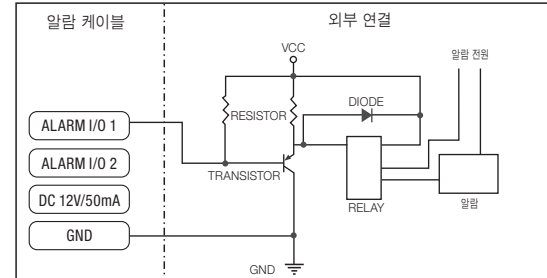 알람 케이블
외부 연결
VCC
알람 전원
RESISTOR
DIODE
ALARM I/O 1
ALARM I/O 2
TRANSISTOR
DC 12V/50mA
RELAY
알람
GND
GND